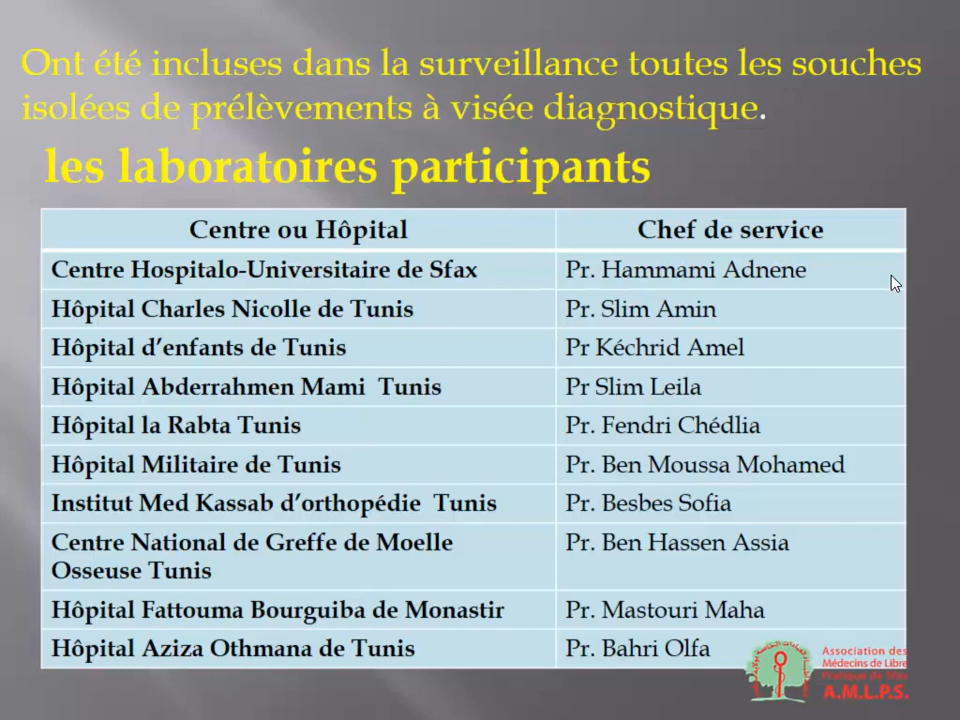 Ont été incluses dans la surveillance toutes les souches
isolées de prélèvements à visée diagnostique.
les laboratoires participants
Centre ou Hôpital Chef de service
Centre Hospitalo-Universitaire de Sfax Pr. Hammami Adnene
Hôpital Charles Nicolle de Tunis Pr. Slim Amin
Hôpital d’enfants de Tunis Pr Kéchrid Amel
Hôpital Abderrahmen Mami Tunis Pr Slim Leila
Hôpital la Rabta Tunis Pr. Fendri Chédlia
Hôpital Militaire de Tunis Pr. Ben Moussa Mohamed
Institut Med Kassab d’orthopédie Tunis Pr. Besbes Sofia
Centre National de Greffe de Moelle Pr. Ben Hassen Assia
Osseuse Tunis
Hôpital Fattouma Bourguiba de Monastir Pr. Mastouri Maha
Hôpital Aziza Othmana de Tunis Pr. Bahri Olfa
Association des
Médecins de Libre
Pratique de Sfax
A.M.L.P.S.